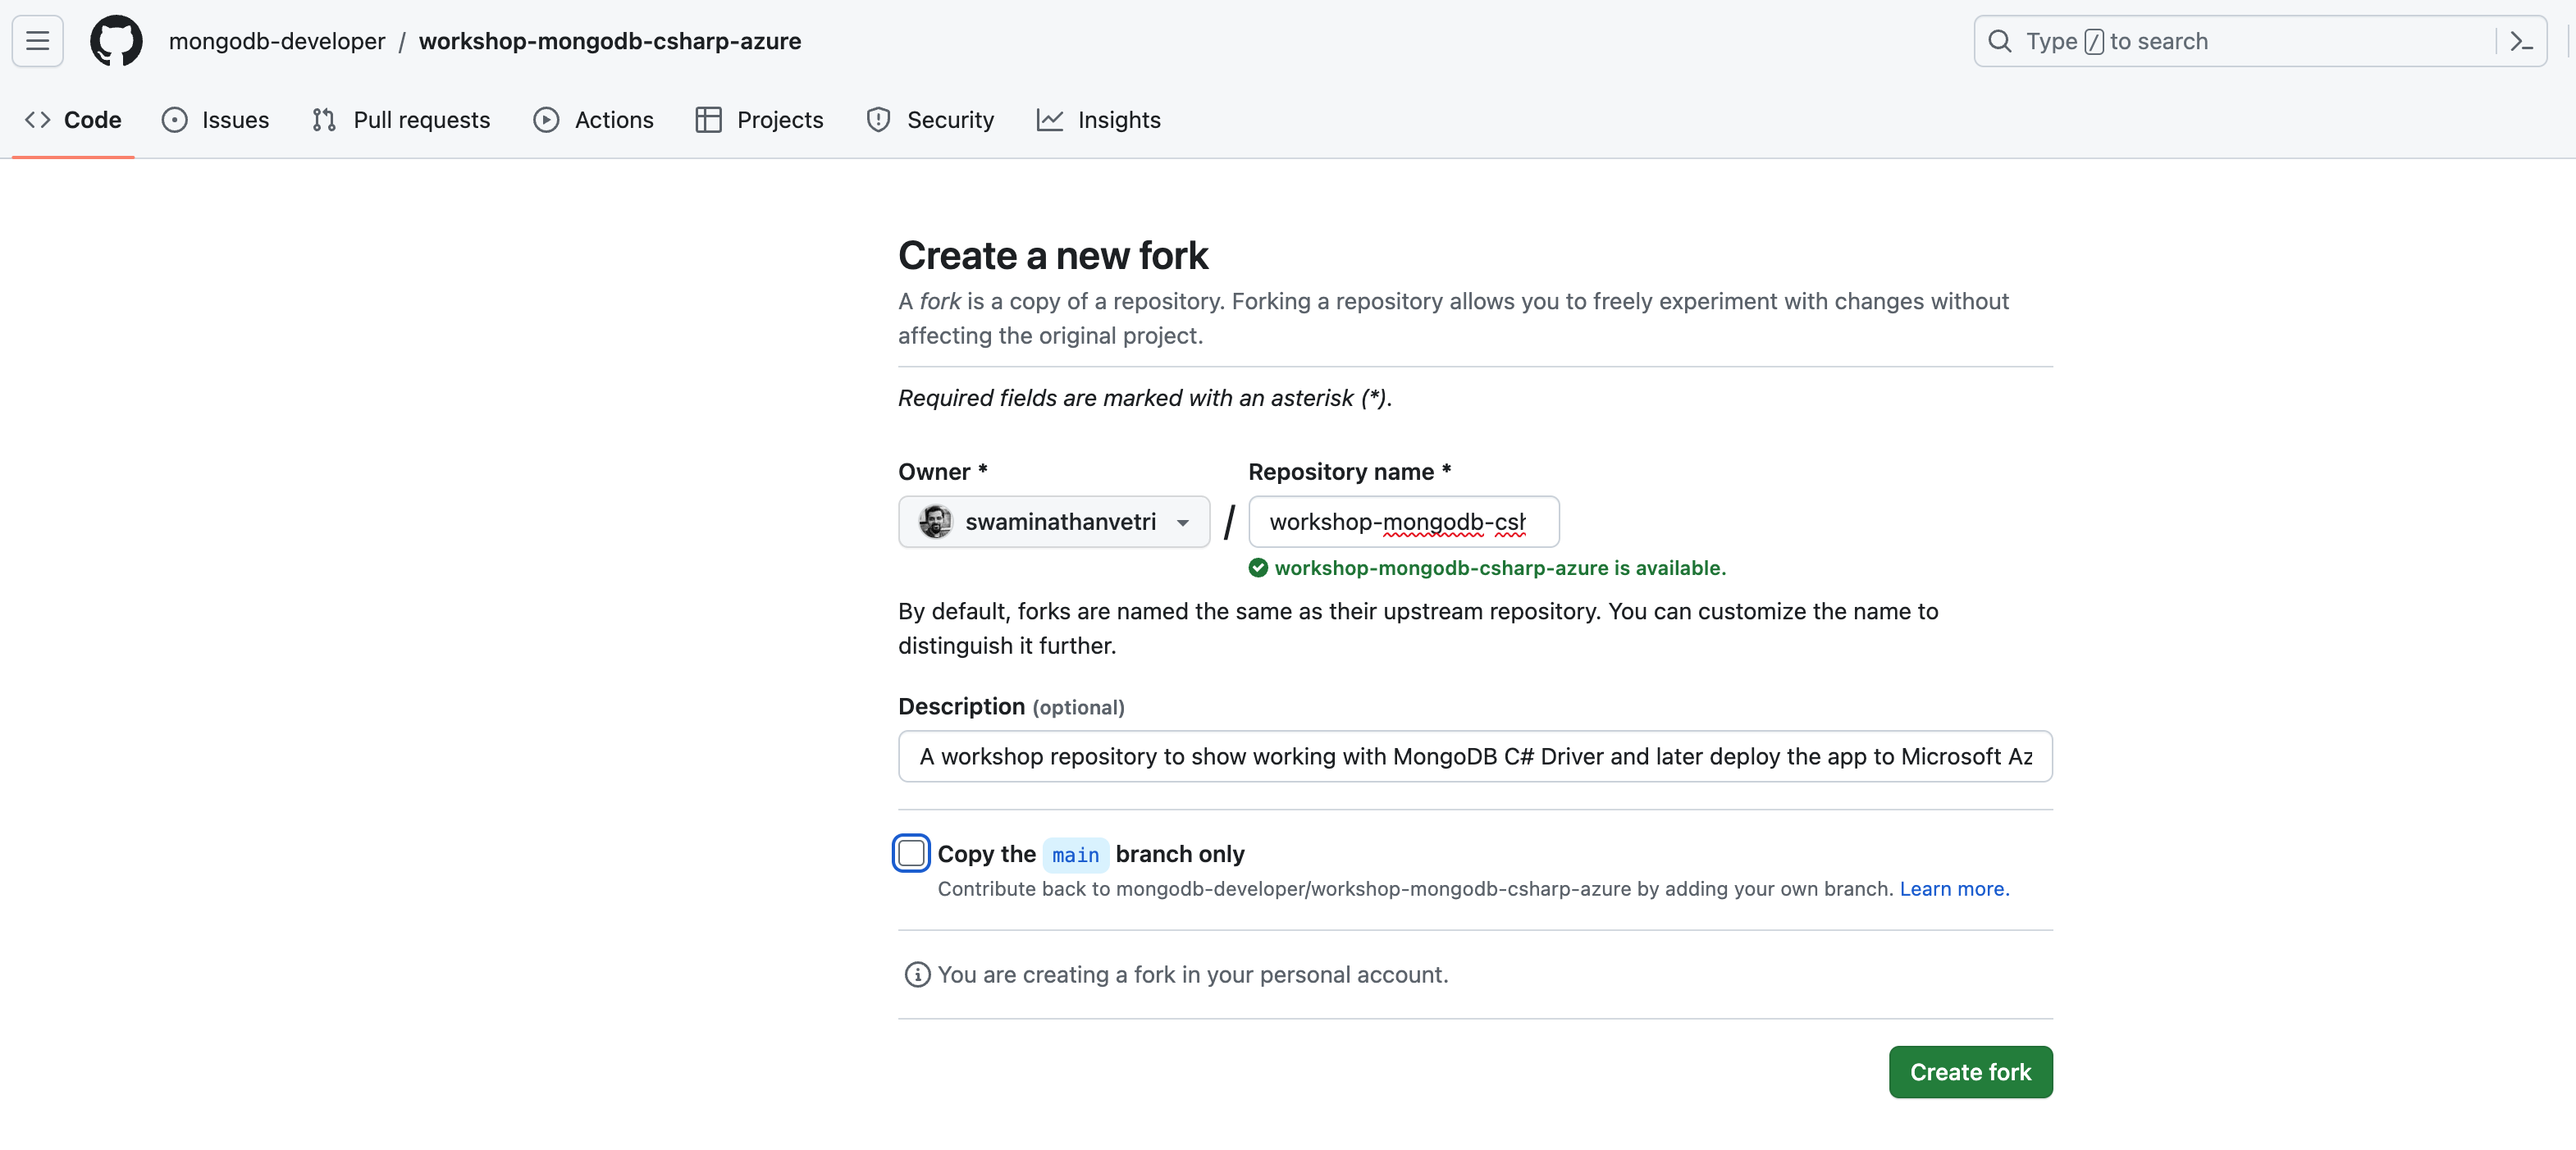 mongodb-developer / workshop-mongodb-csharp-azure
Type / to search
Code Issues Pull requests Actions Projects Security Insights
Create a new fork
A fork is a copy of a repository. Forking a repository allows you to freely experiment with changes without
affecting the original project.
Required fields are marked with an asterisk (*).
Owner * Repository name *
swaminathanvetri / workshop-mongodb-csh
workshop-mongodb-csharp-azure is available.
By default, forks are named the same as their upstream repository. You can customize the name to
distinguish it further.
Description (optional)
A workshop repository to show working with MongoDB C# Driver and later deploy the app to Microsoft Az
Copy the main branch only
Contribute back to mongodb-developer/workshop-mongodb-csharp-azure by adding your own branch. Learn more.
You are creating a fork in your personal account.
Create fork